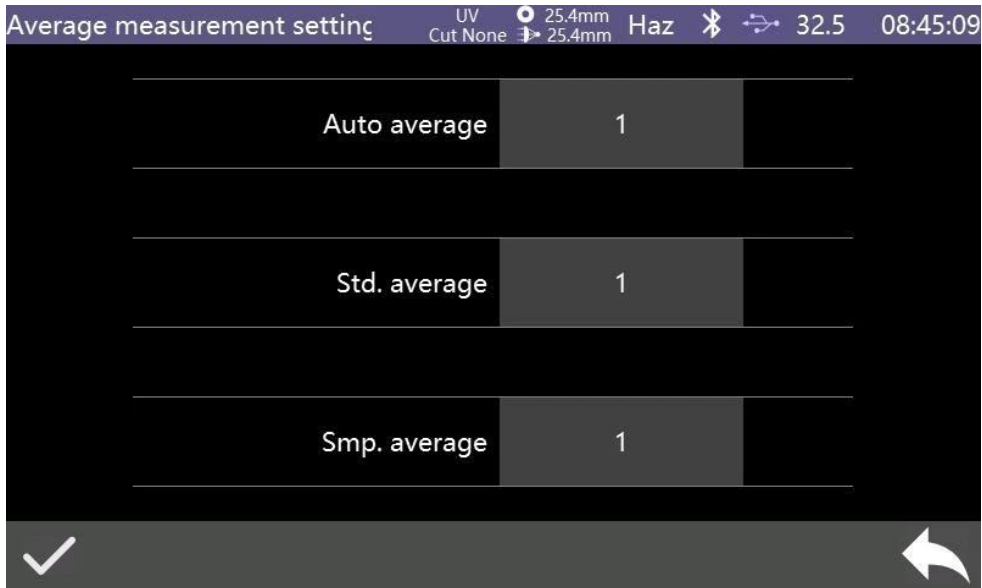 Average measurement setting
UV
Cut None
25.4mm
25.4mm
Haz
32.5
08:45:09
Auto average 1
Std. average 1
Smp. average 1